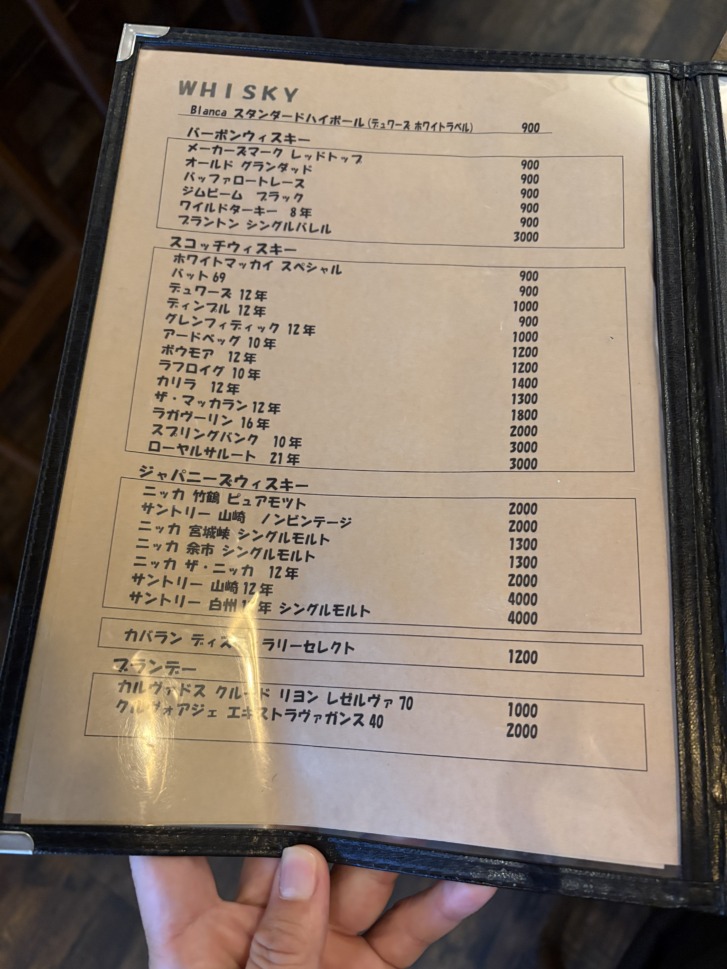 WHISKY
Blanca スタンダードハイボール(デュワーズ ホワイトラベル) 900
バーボンウィスキー
メーカーズマーク レッドトップ 900
オールド グランダッド 900
バッファロートレース 900
ジムビーム ブラック 900
ワイルドターキー 8年 900
ブラントン シングルバレル 3000
スコッチウィスキー
ホワイトマッカイ スペシャル 900
バット69 900
デュワーズ 12年 1000
ディンプル 12年 900
グレンフィディック 12年 1000
アードベッグ 10年 1200
ボウモア 12年 1200
ラフロイグ 10年 1400
カリラ 12年 1300
ザ・マッカラン 12年 1800
ラガヴーリン 16年 2000
スプリングバンク 10年 3000
ローヤルサルート 21年 3000
ジャパニーズウィスキー
ニッカ 竹鶴 ピュアモツト 2000
サントリー 山崎 ノンビンテージ 2000
ニッカ 宮城峡 シングルモルト 1300
ニッカ 余市 シングルモルト 1300
ニッカ ザ・ニッカ 12年 2000
サントリー 山崎12年 4000
サントリー 白州 年 シングルモルト 4000
カバラン ラリーセレクト 1200
ブランデー
カルヴァドス クルード リヨン レゼルヴァ 70 1000
クルヴォアジェ エキストラヴァガンス 40 2000